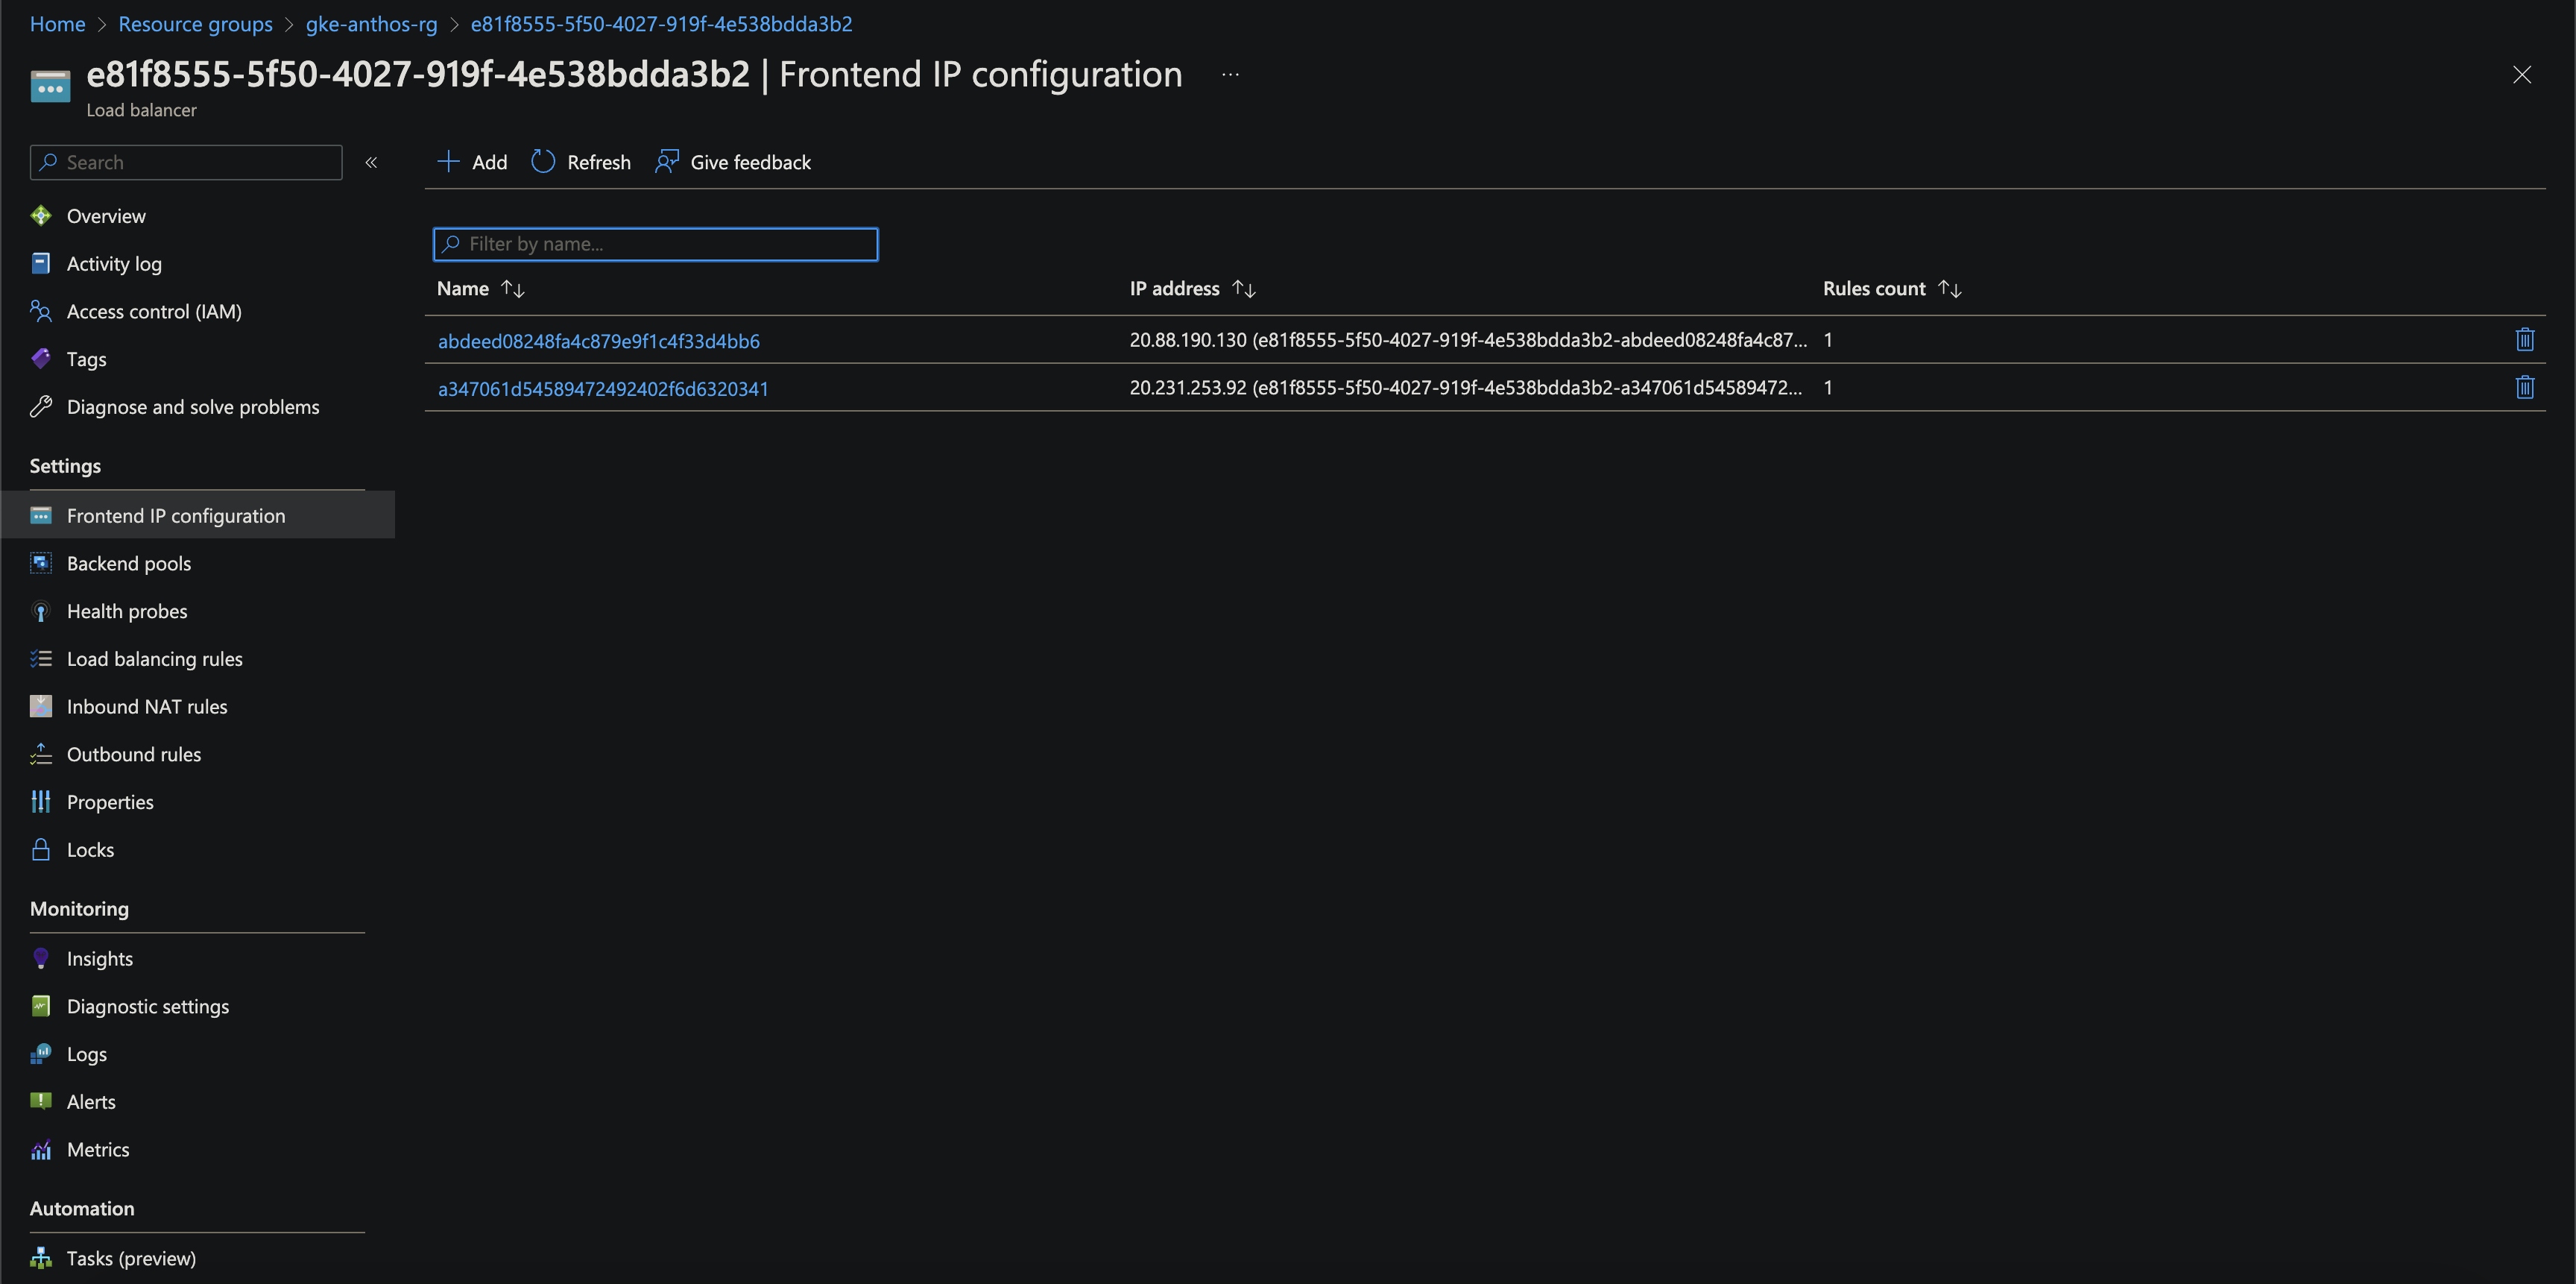 Home > Resource groups > gke-anthos-rg > e81f8555-5f50-4027-919f-4e538bdda3b2
e81f8555-5f50-4027-919f-4e538bdda3b2 | Frontend IP configuration ...
Load balancer
Search «
Add Refresh Give feedback
Overview
Activity log
Access control (IAM)
Tags
Diagnose and solve problems
Settings
Frontend IP configuration
Backend pools
Health probes
Load balancing rules
Inbound NAT rules
Outbound rules
Properties
Locks
Monitoring
Insights
Diagnostic settings
Logs
Alerts
Metrics
Automation
Tasks (preview)
Filter by name...
Name ↑↓ IP address ↑↓ Rules count ↑↓
abdeed08248fa4c879e9f1c4f33d4bb6 20.88.190.130 (e81f8555-5f50-4027-919f-4e538bdda3b2-abdeed08248fa4c87... 1
a347061d54589472492402f6d6320341 20.231.253.92 (e81f8555-5f50-4027-919f-4e538bdda3b2-a347061d54589472... 1